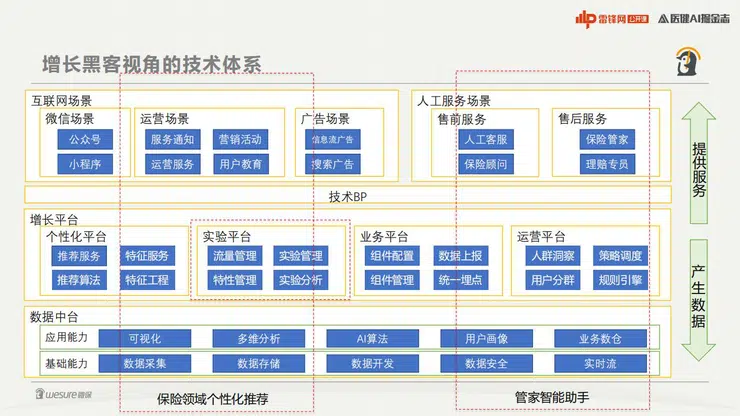 雷锋网 公开课 医健AI掘金志
增长黑客视角的技术体系
互联网场景
微信场景
公众号
小程序
运营场景
服务通知 营销活动
运营服务 用户教育
广告场景
信息流广告
搜索广告
人工服务场景
售前服务
人工客服
保险顾问
售后服务
保险管家
理赔专员
提供服务
技术BP
增长平台
个性化平台
推荐服务 特征服务
推荐算法 特征工程
实验平台
流量管理 实验管理
特性管理 实验分析
业务平台
组件配置 数据上报
组件管理 统一埋点
运营平台
人群洞察 策略调度
用户分群 规则引擎
产生数据
数据中台
应用能力 可视化 多维分析 AI算法 用户画像 业务数仓
基础能力 数据采集 数据存储 数据开发 数据安全 实时流
wesure微保
保险领域个性化推荐
管家智能助手